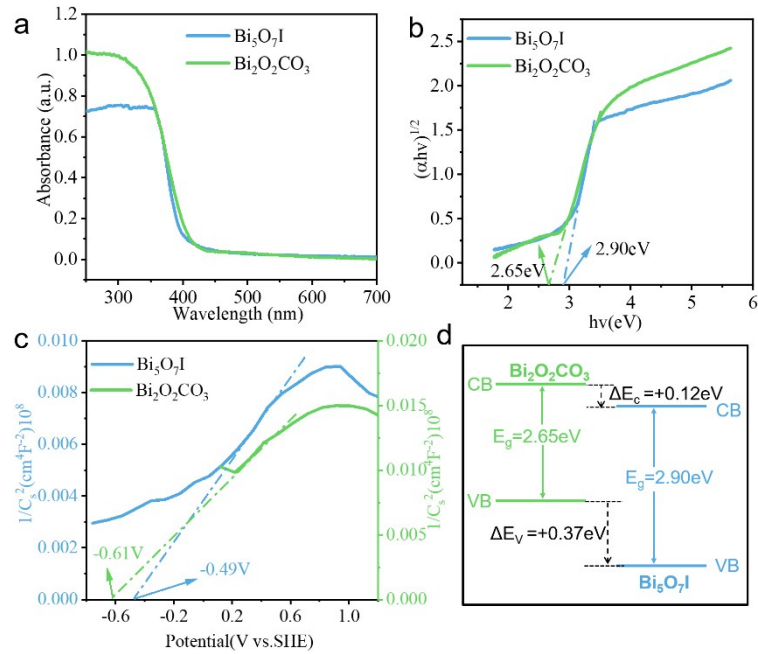 a
1.2
1.0
0.8
0.6
0.4
0.2
0.0
300 400 500 600 700
Absorbance (a.u.)
Wavelength (nm)
Bi₅O₇I
Bi₂O₂CO₃
b
2.5
2.0
1.5
1.0
0.5
0.0
2 3 4 5 6
(αhv)¹/²
hv(eV)
Bi₅O₇I
Bi₂O₂CO₃
2.65eV
2.90eV
c
0.010
0.008
0.006
0.004
0.002
0.000
0.020
0.015
0.010
0.005
0.000
-0.6 -0.2 0.2 0.6 1.0
1/Cₛ²(cm⁴F⁻²)10⁸
1/Cₛ²(cm⁴F⁻²)10⁸
Potential(V vs.SHE)
Bi₅O₇I
Bi₂O₂CO₃
-0.61V
-0.49V
d
Bi₂O₂CO₃
CB
ΔE꜀=+0.12eV
CB
E₉=2.65eV
E₉=2.90eV
VB
ΔEᵥ=+0.37eV
VB
Bi₅O₇I